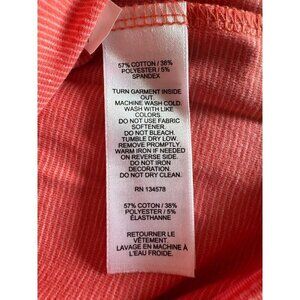 57% COTTON / 38%
POLYESTER / 5%
SPANDEX
TURN GARMENT INSIDE
OUT.
MACHINE WASH COLD.
WASH WITH LIKE
COLORS.
DO NOT USE FABRIC
SOFTENER.
DO NOT BLEACH.
TUMBLE DRY LOW.
REMOVE PROMPTLY.
WARM IRON IF NEEDED
ON REVERSE SIDE.
DO NOT IRON
DECORATION.
DO NOT DRY CLEAN.
RN 134578
57% COTTON / 38%
POLYESTER / 5%
ÉLASTHANNE
RETOURNER LE
VÊTEMENT.
LAVAGE EN MACHINE À
L'EAU FROIDE.